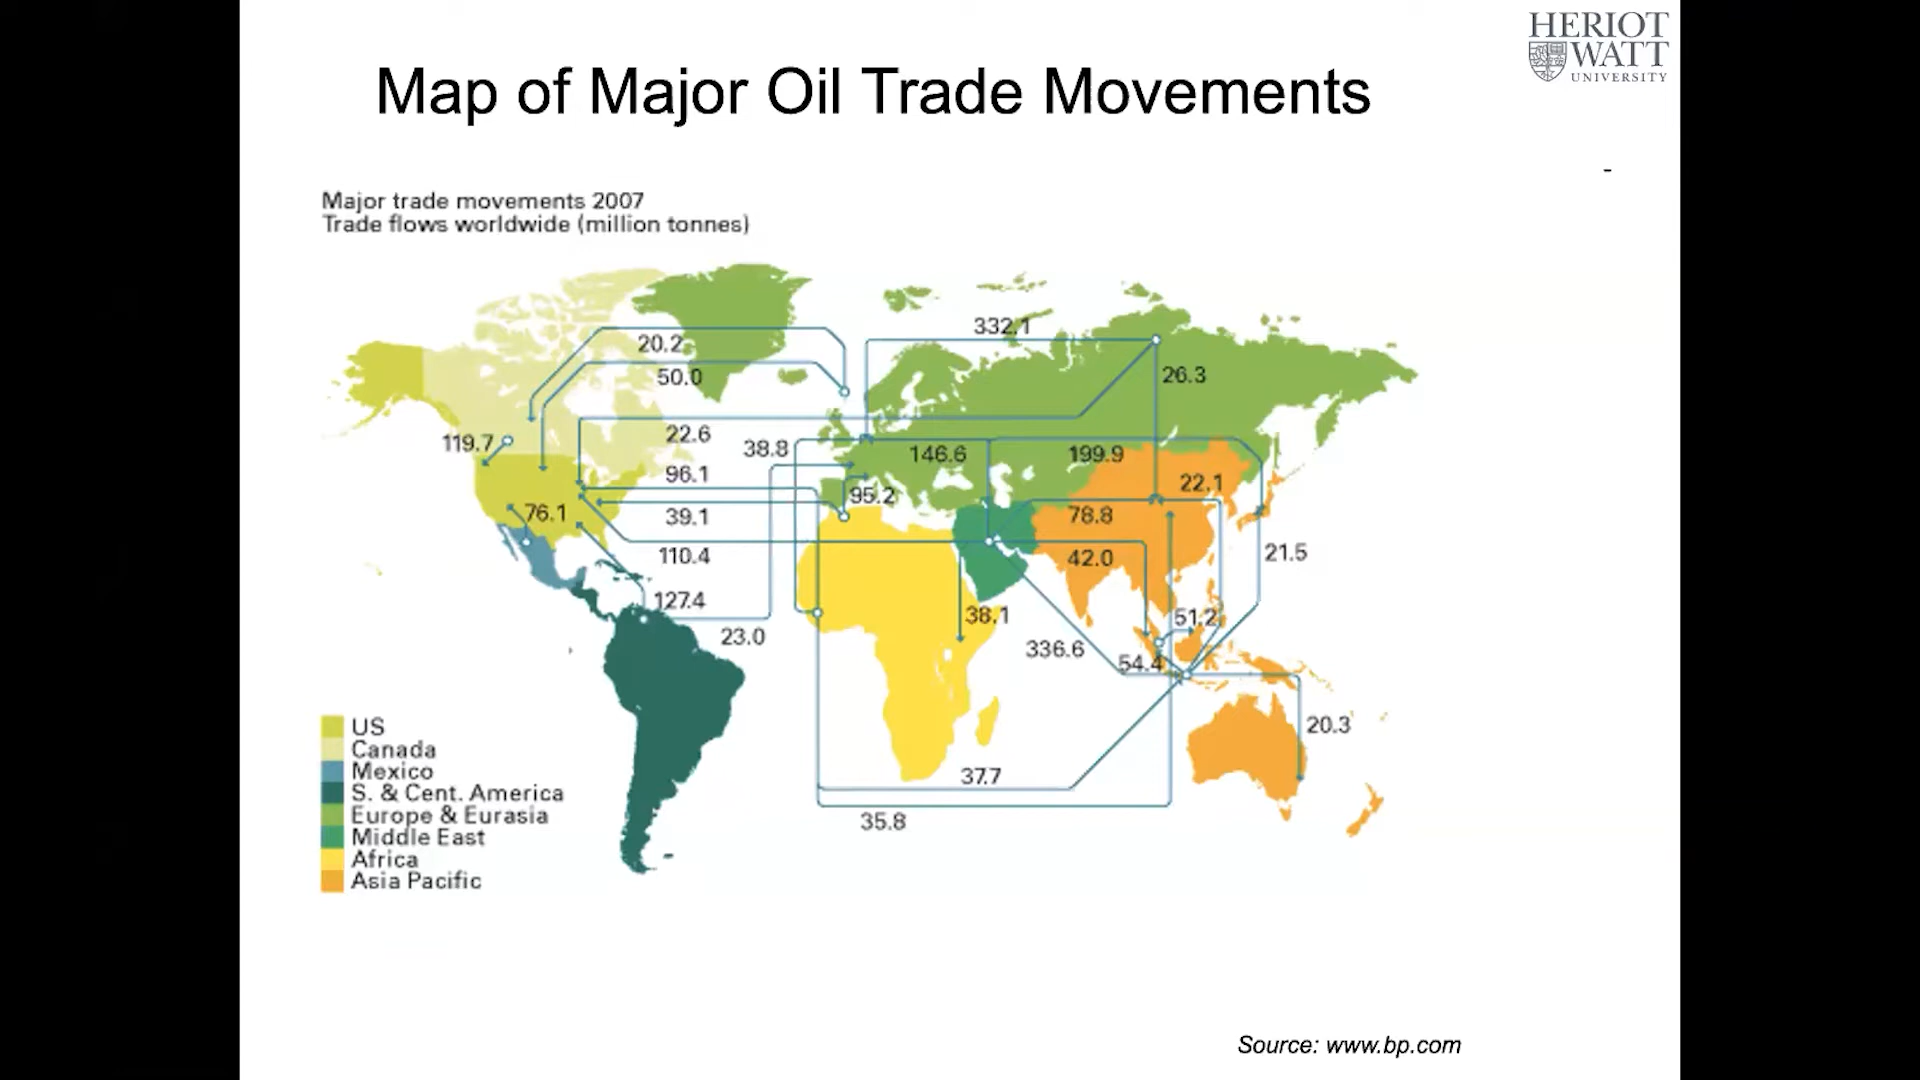 HERIOT
WATT
UNIVERSITY
Map of Major Oil Trade Movements
-
Major trade movements 2007
Trade flows worldwide (million tonnes)
332.1
20.2
50.0
26.3
119.7
22.6
38.8
146.6
199.9
96.1
95.2
22.1
76.1
39.1
78.8
110.4
42.0
21.5
127.4
38.1
51.2
23.0
336.6
54.4
20.3
37.7
35.8
US
Canada
Mexico
S. & Cent. America
Europe & Eurasia
Middle East
Africa
Asia Pacific
Source: www.bp.com